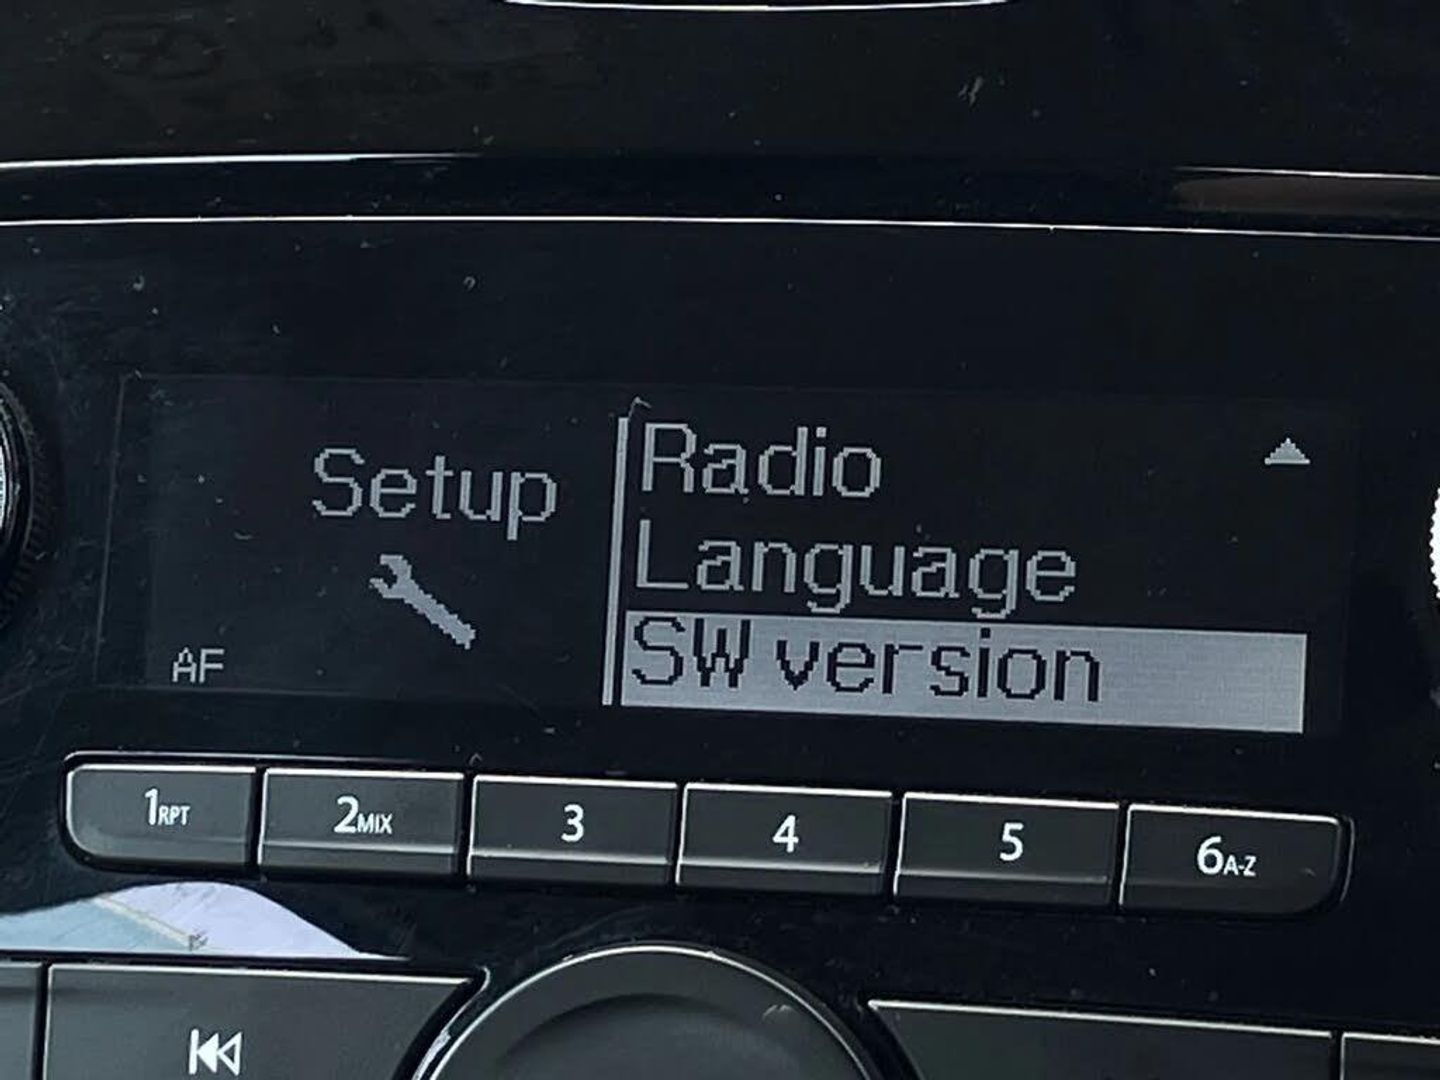 Setup
AF
Radio
Language
SW version
1RPT
2MIX
3
4
5
6A-Z